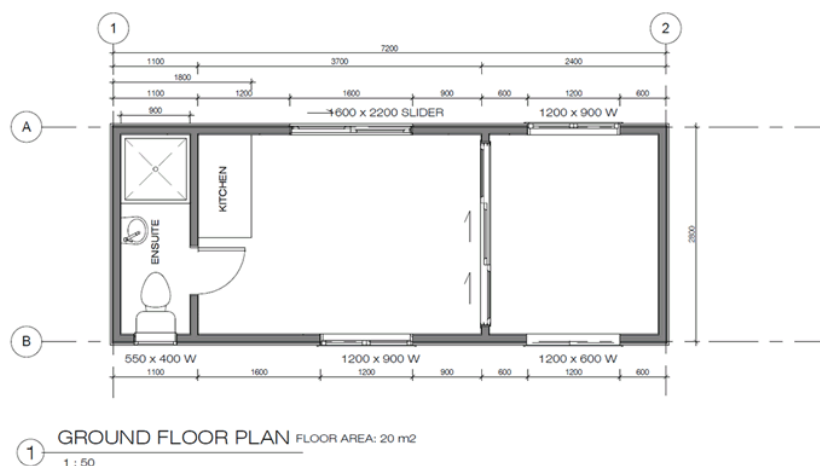 1
2
7200
1100 3700 2400
1800
1100 1200 1600 900 600 1200 600
900
1600 x 2200 SLIDER
1200 x 900 W
A
KITCHEN
ENSUITE
2800
B
550 x 400 W
1200 x 900 W
1200 x 600 W
1100 1600 1200 900 600 1200 600
GROUND FLOOR PLAN FLOOR AREA: 20 m2
1
1 : 50